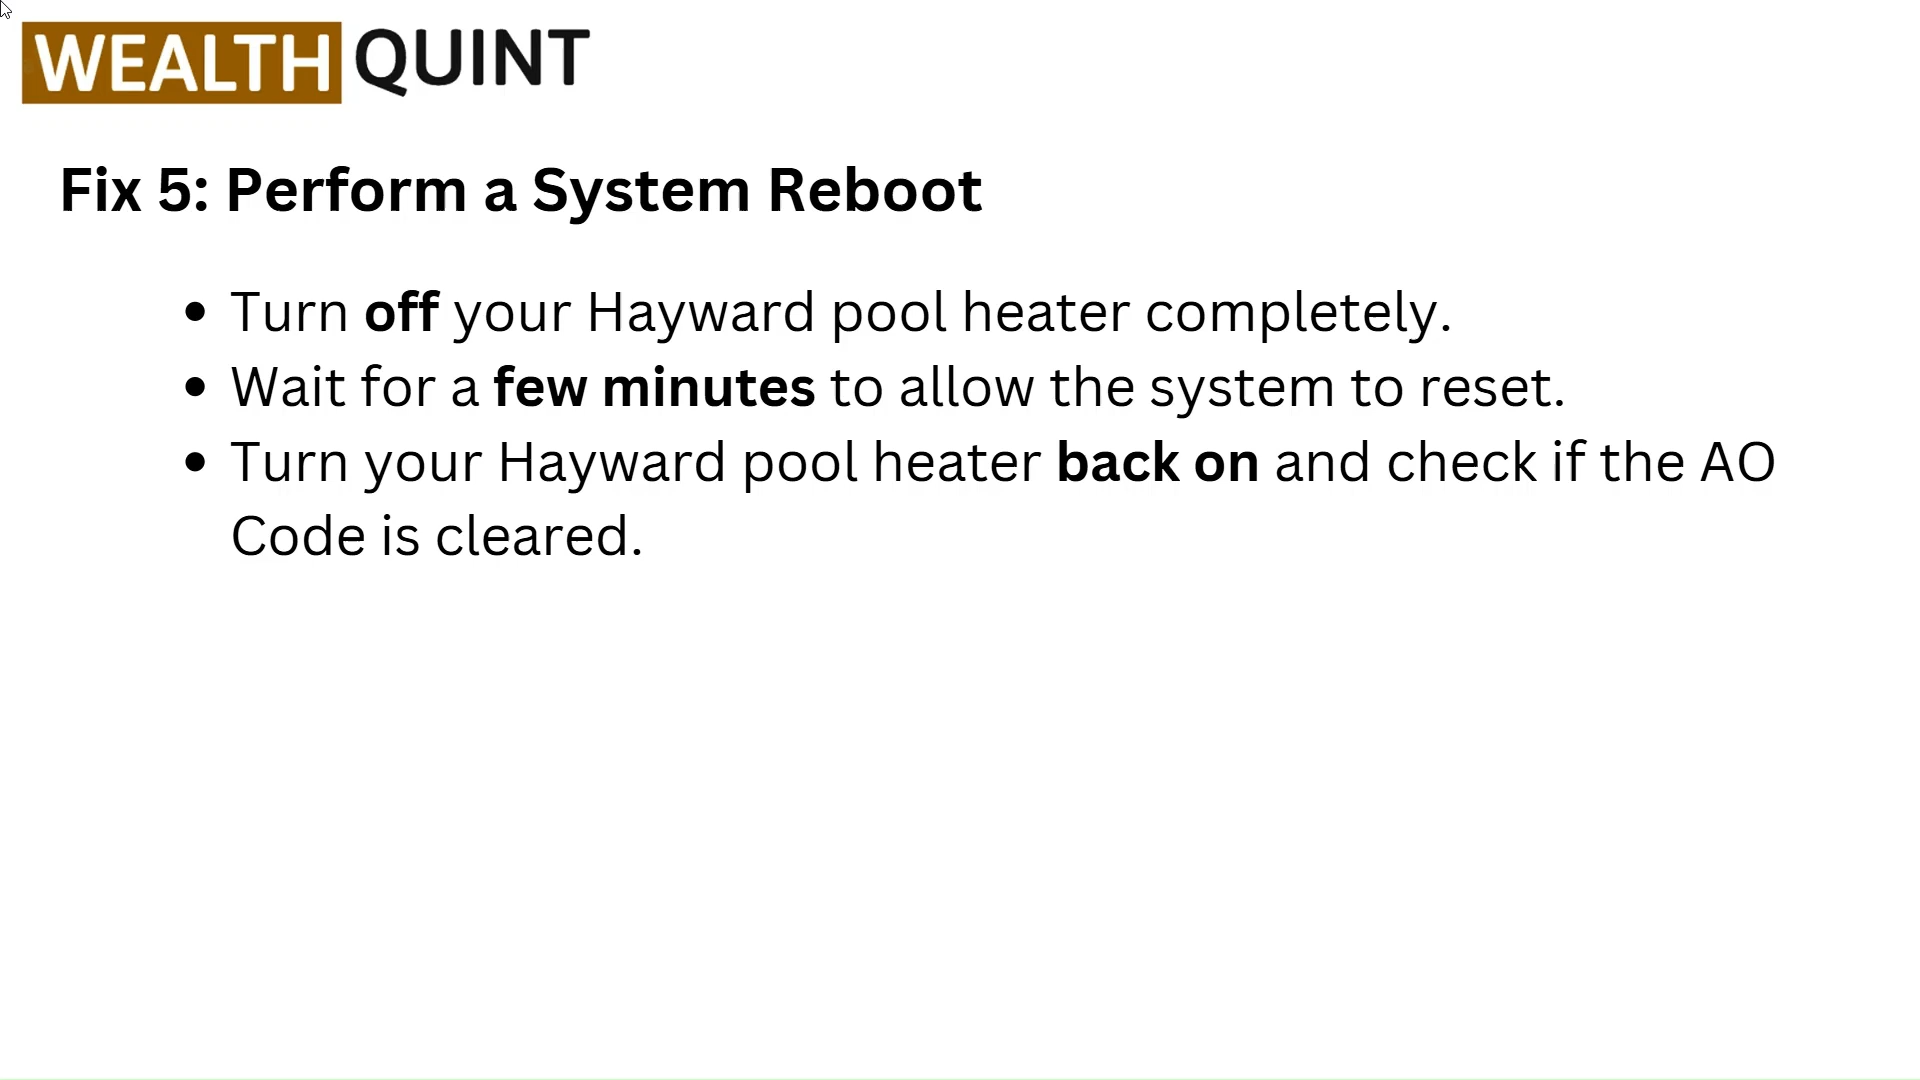 WEALTH QUINT
Fix 5: Perform a System Reboot
• Turn off your Hayward pool heater completely.
• Wait for a few minutes to allow the system to reset.
• Turn your Hayward pool heater back on and check if the AO
Code is cleared.